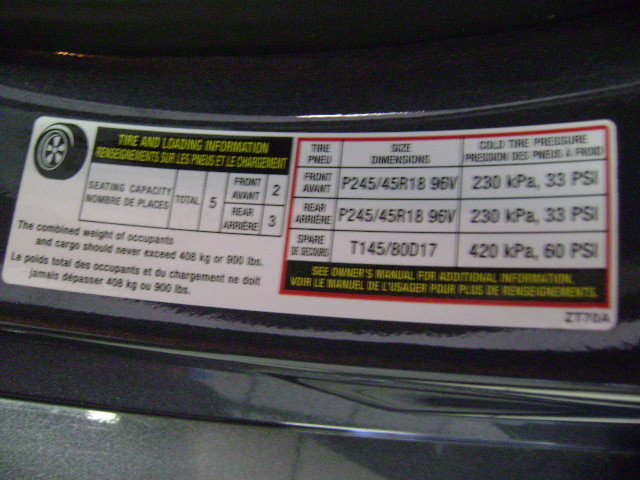 TIRE AND LOADING INFORMATION
RENSEIGNEMENTS SUR LES PNEUS ET LE CHARGEMENT
SEATING CAPACITY
NOMBRE DE PLACES
TOTAL 5
FRONT
AVANT 2
REAR
ARRIÈRE 3
The combined weight of occupants
and cargo should never exceed 408 kg or 900 lbs.
Le poids total des occupants et du chargement ne doit
jamais dépasser 408 kg ou 900 lbs.
TIRE SIZE COLD TIRE PRESSURE
PNEU DIMENSIONS PRESSION DES PNEUS À FROID
FRONT
AVANT P245/45R18 96V 230 kPa, 33 PSI
REAR
ARRIÈRE P245/45R18 96V 230 kPa, 33 PSI
SPARE
DE SECOURS T145/80D17 420 kPa, 60 PSI
SEE OWNER'S MANUAL FOR ADDITIONAL INFORMATION.
VOIR LE MANUEL DE L'USAGER POUR PLUS DE RENSEIGNEMENTS.
ZT70A